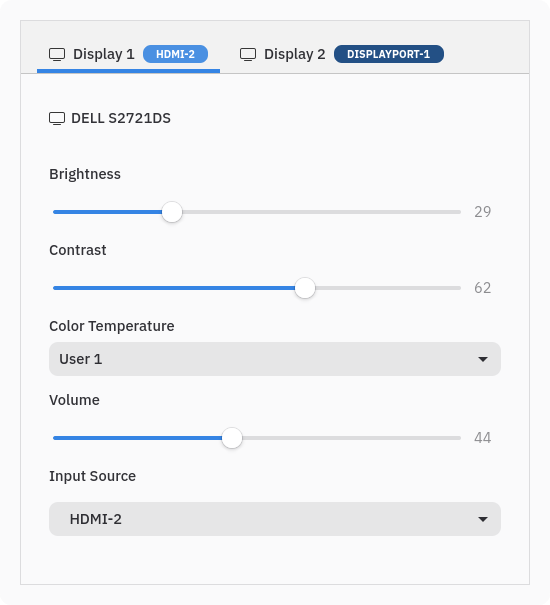 Display 1 HDMI-2 Display 2 DISPLAYPORT-1
DELL S2721DS
Brightness
29
Contrast
62
Color Temperature
User 1
Volume
44
Input Source
HDMI-2